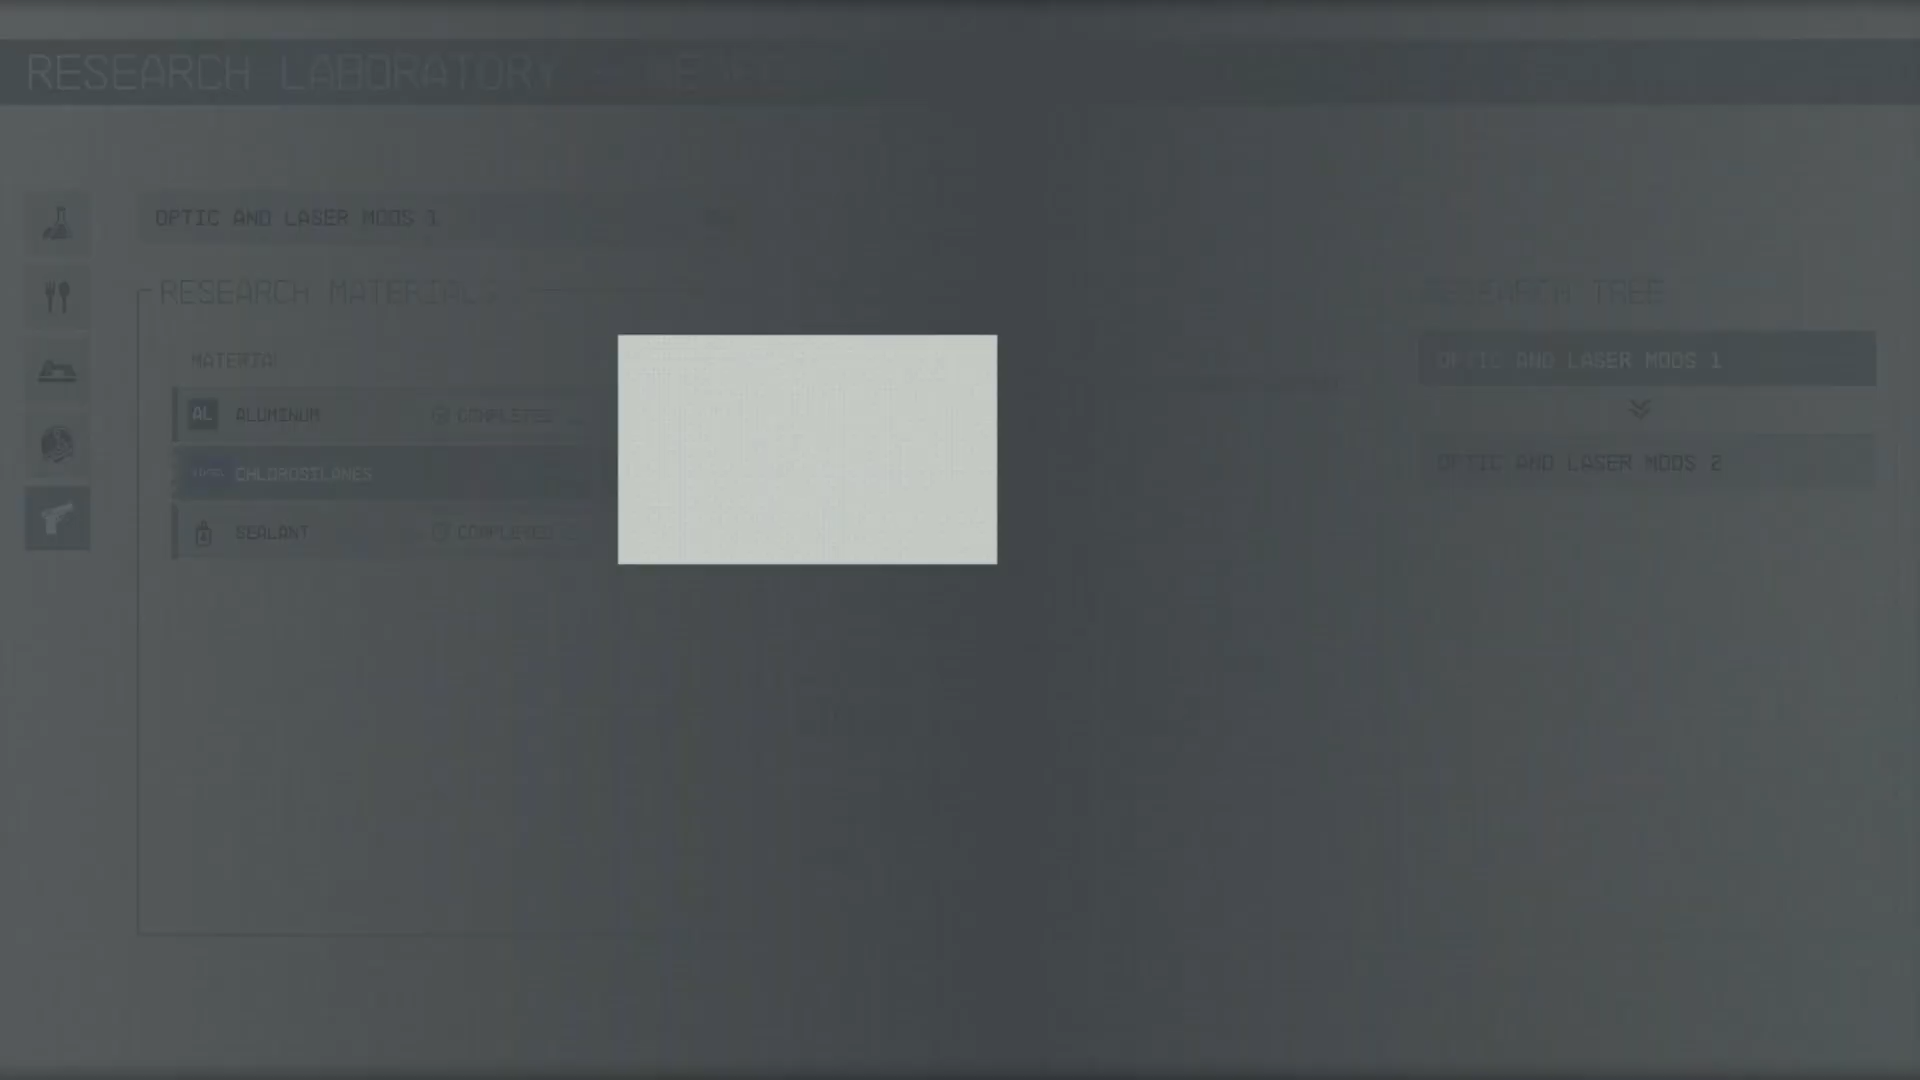 RESEARCH LABORATORY
OPTIC AND LASER MODS 1
RESEARCH MATERIALS
MATERIAL
AL ALUMINUM COMPLETED
CHLOROSILANES
SEALANT COMPLETED
RESEARCH TREE
OPTIC AND LASER MODS 1
OPTIC AND LASER MODS 2